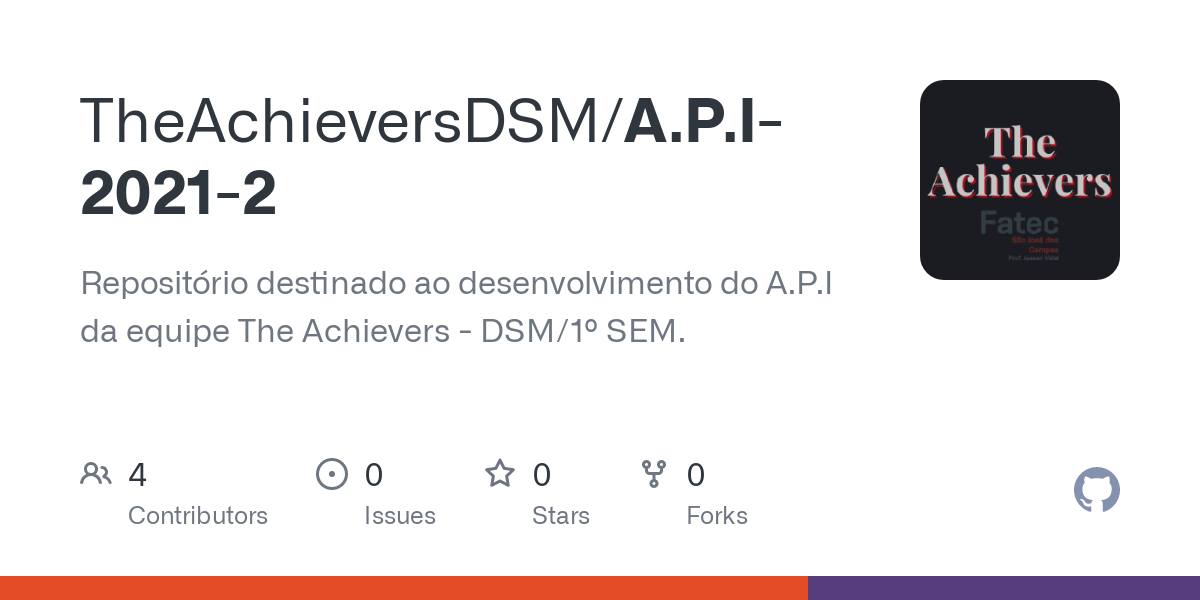 TheAchieversDSM/A.P.I-
2021-2
Repositório destinado ao desenvolvimento do A.P.I
da equipe The Achievers - DSM/1º SEM.
The
Achievers
Fatec
São José dos
Campos
Prof. Jessen Vidal
4
Contributors
0
Issues
0
Stars
0
Forks